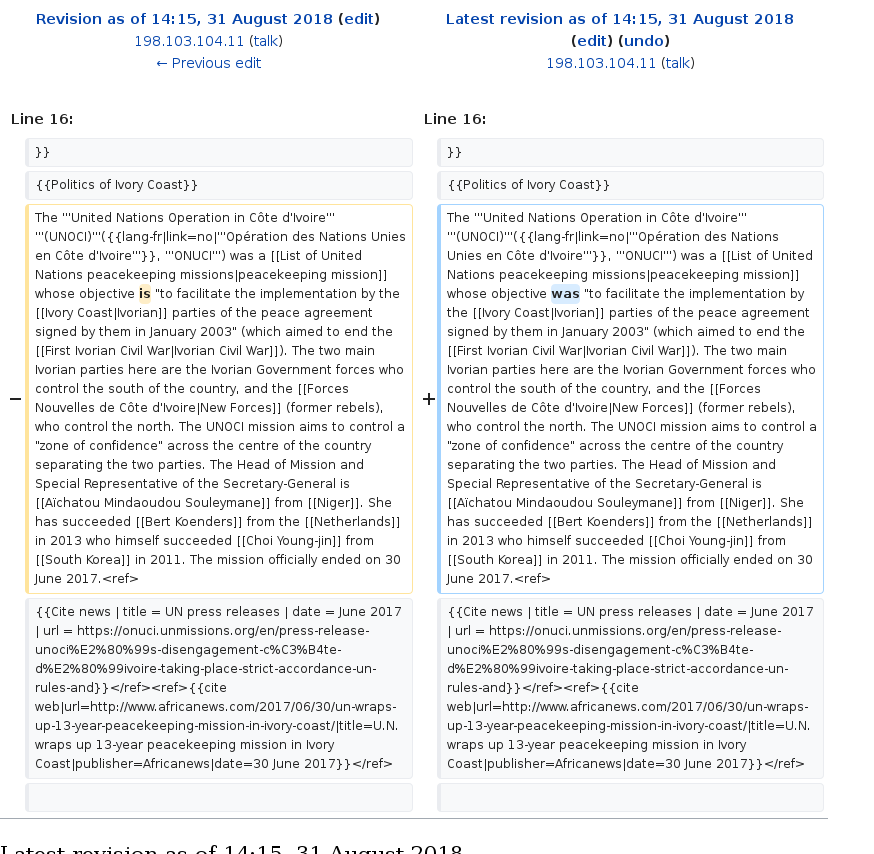 Revision as of 14:15, 31 August 2018 (edit)
198.103.104.11 (talk)
← Previous edit
Latest revision as of 14:15, 31 August 2018
(edit) (undo)
198.103.104.11 (talk)
Line 16:
Line 16:
}}
}}
{{Politics of Ivory Coast}}
{{Politics of Ivory Coast}}
−
The '''United Nations Operation in Côte d'Ivoire'''
'''(UNOCI)'''({{lang-fr|link=no|'''Opération des Nations Unies
en Côte d'Ivoire'''}}, '''ONUCI''') was a [[List of United
Nations peacekeeping missions|peacekeeping mission]]
whose objective is "to facilitate the implementation by the
[[Ivory Coast|Ivorian]] parties of the peace agreement
signed by them in January 2003" (which aimed to end the
[[First Ivorian Civil War|Ivorian Civil War]]). The two main
Ivorian parties here are the Ivorian Government forces who
control the south of the country, and the [[Forces
Nouvelles de Côte d'Ivoire|New Forces]] (former rebels),
who control the north. The UNOCI mission aims to control a
"zone of confidence" across the centre of the country
separating the two parties. The Head of Mission and
Special Representative of the Secretary-General is
[[Aïchatou Mindaoudou Souleymane]] from [[Niger]]. She
has succeeded [[Bert Koenders]] from the [[Netherlands]]
in 2013 who himself succeeded [[Choi Young-jin]] from
[[South Korea]] in 2011. The mission officially ended on 30
June 2017.<ref>
+
The '''United Nations Operation in Côte d'Ivoire'''
'''(UNOCI)'''({{lang-fr|link=no|'''Opération des Nations
Unies en Côte d'Ivoire'''}}, '''ONUCI''') was a [[List of United
Nations peacekeeping missions|peacekeeping mission]]
whose objective was "to facilitate the implementation by
the [[Ivory Coast|Ivorian]] parties of the peace agreement
signed by them in January 2003" (which aimed to end the
[[First Ivorian Civil War|Ivorian Civil War]]). The two main
Ivorian parties here are the Ivorian Government forces who
control the south of the country, and the [[Forces
Nouvelles de Côte d'Ivoire|New Forces]] (former rebels),
who control the north. The UNOCI mission aims to control a
"zone of confidence" across the centre of the country
separating the two parties. The Head of Mission and
Special Representative of the Secretary-General is
[[Aïchatou Mindaoudou Souleymane]] from [[Niger]]. She
has succeeded [[Bert Koenders]] from the [[Netherlands]]
in 2013 who himself succeeded [[Choi Young-jin]] from
[[South Korea]] in 2011. The mission officially ended on 30
June 2017.<ref>
{{Cite news | title = UN press releases | date = June 2017
| url = https://onuci.unmissions.org/en/press-release-
unoci%E2%80%99s-disengagement-c%C3%B4te-
d%E2%80%99ivoire-taking-place-strict-accordance-un-
rules-and}}</ref><ref>{{cite
web|url=http://www.africanews.com/2017/06/30/un-wraps-
up-13-year-peacekeeping-mission-in-ivory-coast/|title=U.N.
wraps up 13-year peacekeeping mission in Ivory
Coast|publisher=Africanews|date=30 June 2017}}</ref>
{{Cite news | title = UN press releases | date = June 2017
| url = https://onuci.unmissions.org/en/press-release-
unoci%E2%80%99s-disengagement-c%C3%B4te-
d%E2%80%99ivoire-taking-place-strict-accordance-un-
rules-and}}</ref><ref>{{cite
web|url=http://www.africanews.com/2017/06/30/un-wraps-
up-13-year-peacekeeping-mission-in-ivory-coast/|title=U.N.
wraps up 13-year peacekeeping mission in Ivory
Coast|publisher=Africanews|date=30 June 2017}}</ref>
Latest revision as of 14:15, 31 August 2018